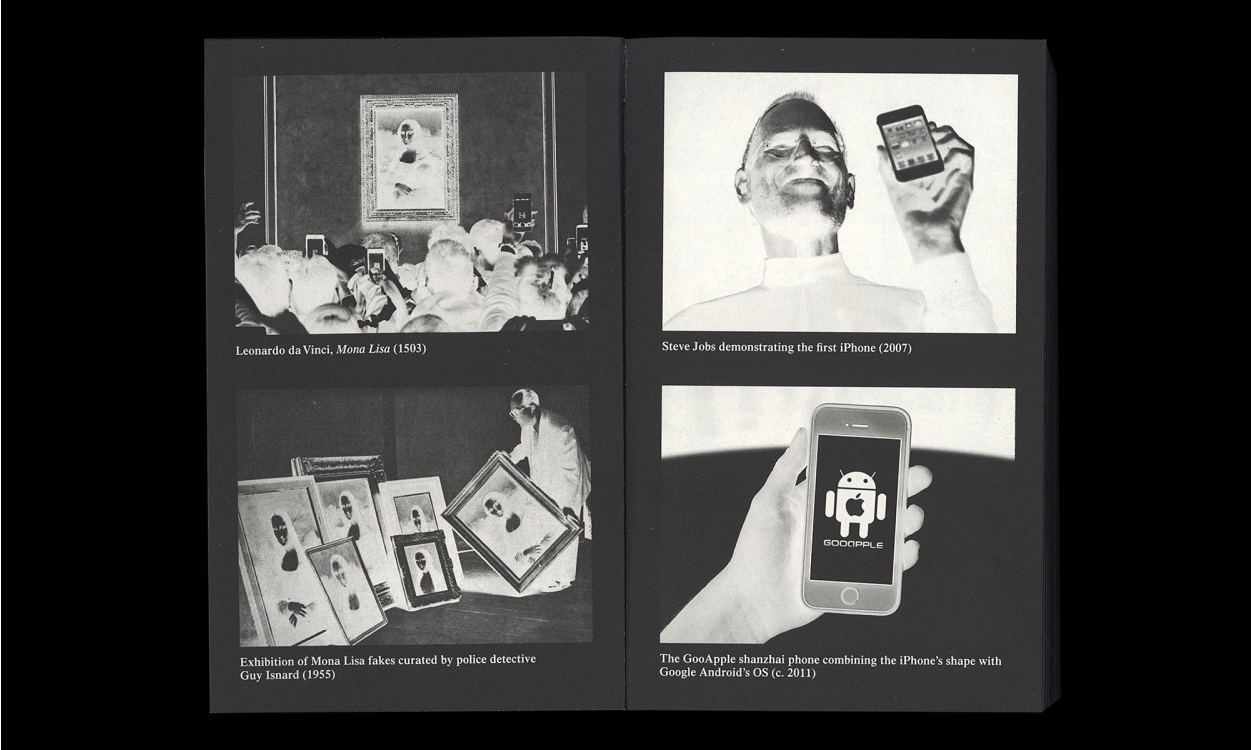 Leonardo da Vinci, Mona Lisa (1503)
Exhibition of Mona Lisa fakes curated by police detective
Guy Isnard (1955)
Steve Jobs demonstrating the first iPhone (2007)
GOOAPPLE
The GooApple shanzhai phone combining the iPhone’s shape with
Google Android’s OS (c. 2011)